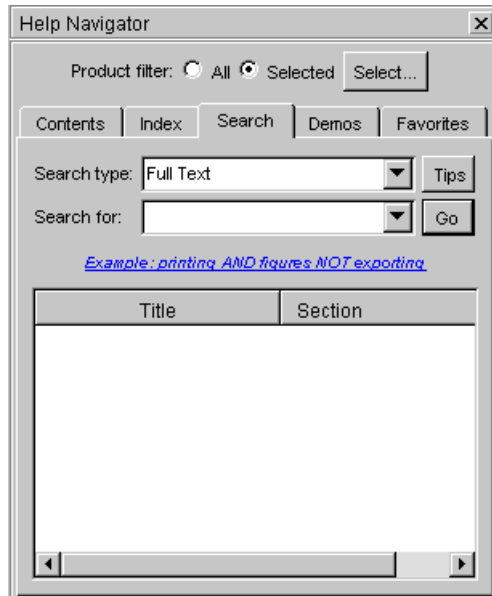 Help Navigator
Product filter: All Selected Select...
Contents Index Search Demos Favorites
Search type: Full Text Tips
Search for: Go
Example: printing AND figures NOT exporting
Title Section